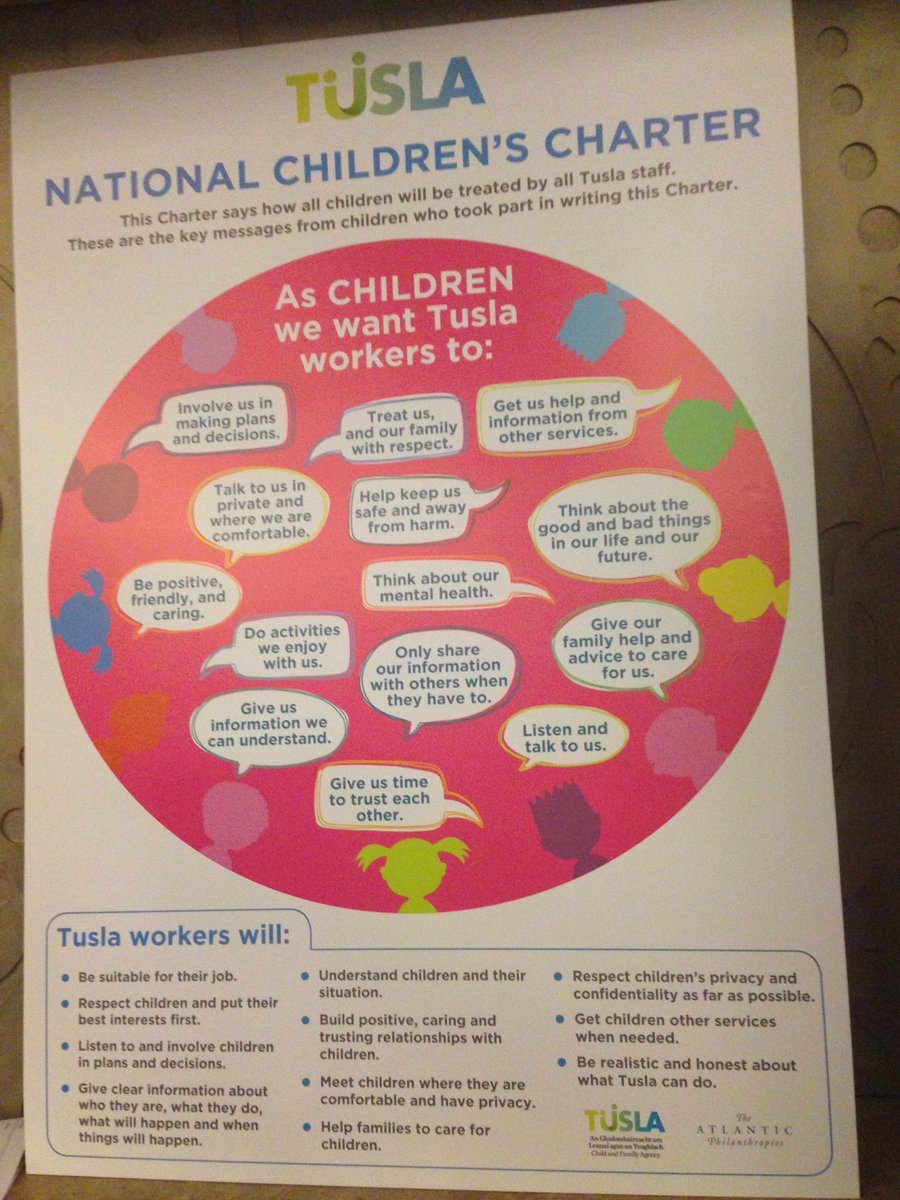 TUSLA
NATIONAL CHILDREN'S CHARTER
This Charter says how all children will be treated by all Tusla staff.
These are the key messages from children who took part in writing this Charter.
As CHILDREN
we want Tusla
workers to:
Involve us in
making plans
and decisions.
Treat us,
and our family
with respect.
Get us help and
information from
other services.
Talk to us in
private and
where we are
comfortable.
Help keep us
safe and away
from harm.
Think about the
good and bad things
in our life and our
future.
Be positive,
friendly, and
caring.
Think about our
mental health.
Do activities
we enjoy
with us.
Only share
our information
with others when
they have to.
Give our
family help and
advice to care
for us.
Give us
information we
can understand.
Listen and
talk to us.
Give us time
to trust each
other.
Tusla workers will:
• Be suitable for their job.
• Respect children and put their
best interests first.
• Listen to and involve children
in plans and decisions.
• Give clear information about
who they are, what they do,
what will happen and when
things will happen.
• Understand children and their
situation.
• Build positive, caring and
trusting relationships with
children.
• Meet children where they are
comfortable and have privacy.
• Help families to care for
children.
• Respect children's privacy and
confidentiality as far as possible.
• Get children other services
when needed.
• Be realistic and honest about
what Tusla can do.
TUSLA
An Ghníomhaireacht um
Leanaí agus an Teaghlach
Child and Family Agency
The
ATLANTIC
Philanthropies